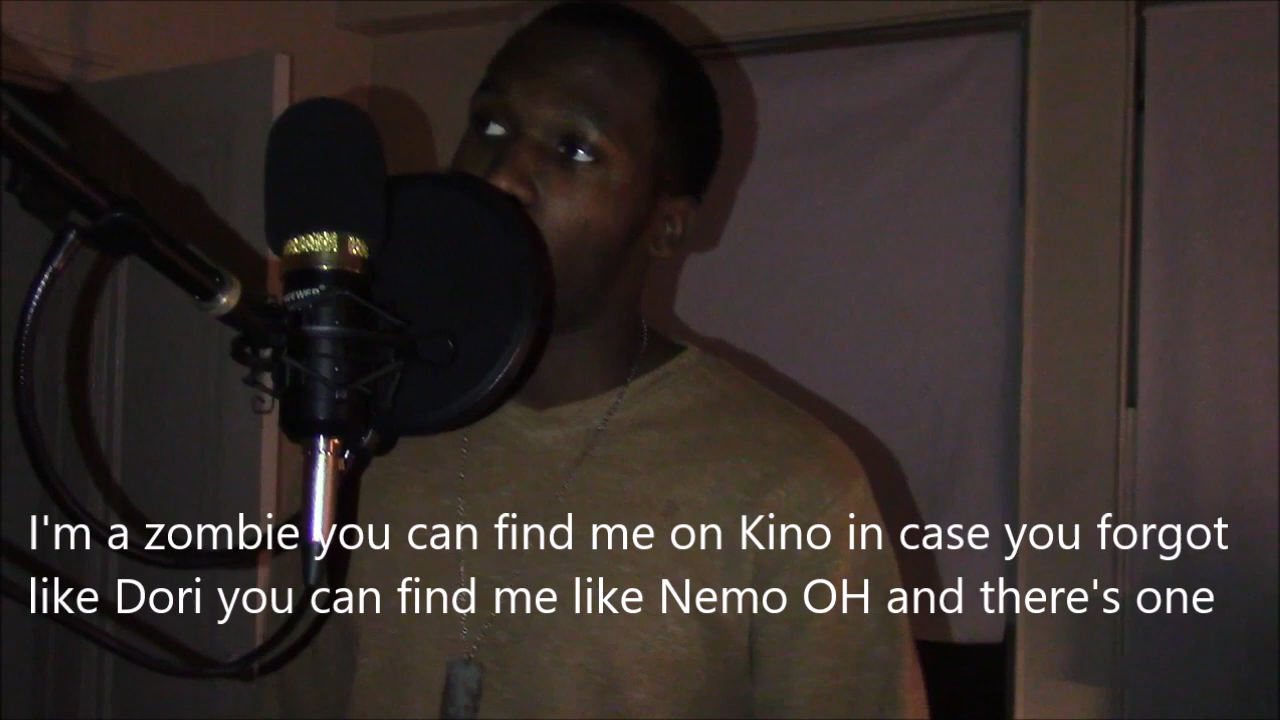 I'm a zombie you can find me on Kino in case you forgot
like Dori you can find me like Nemo OH and there's one